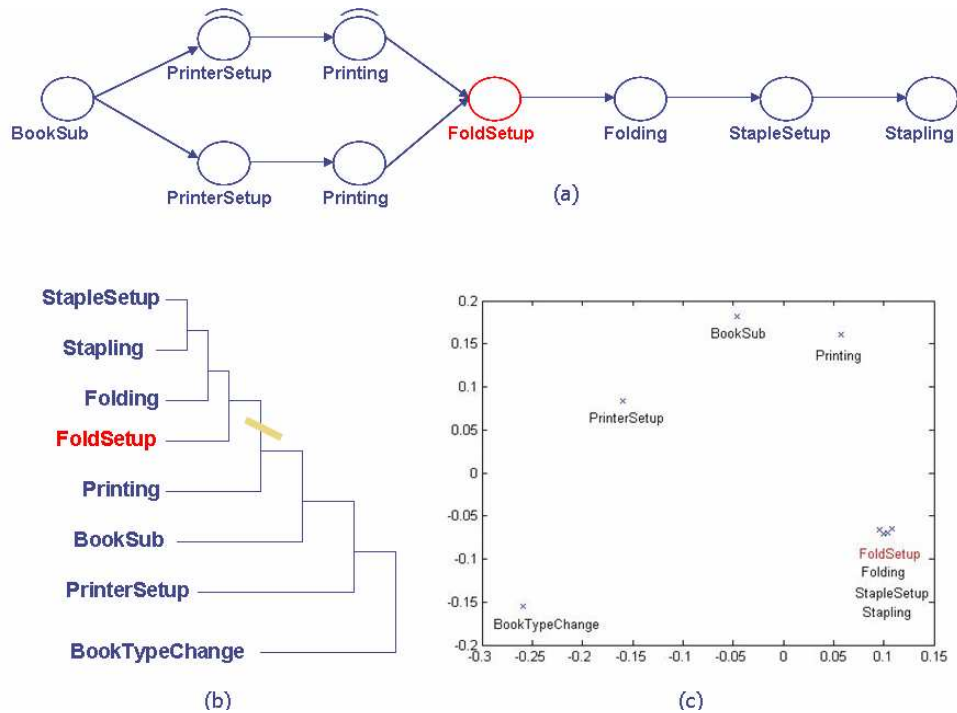 PrinterSetup Printing
BookSub FoldSetup Folding StapleSetup Stapling
PrinterSetup Printing
(a)
StapleSetup
Stapling
Folding
FoldSetup
Printing
BookSub
PrinterSetup
BookTypeChange
(b)
0.2
0.15
0.1
0.05
0
-0.05
-0.1
-0.15
-0.2
BookSub
Printing
PrinterSetup
FoldSetup
Folding
StapleSetup
Stapling
BookTypeChange
-0.3 -0.25 -0.2 -0.15 -0.1 -0.05 0 0.05 0.1 0.15
(c)